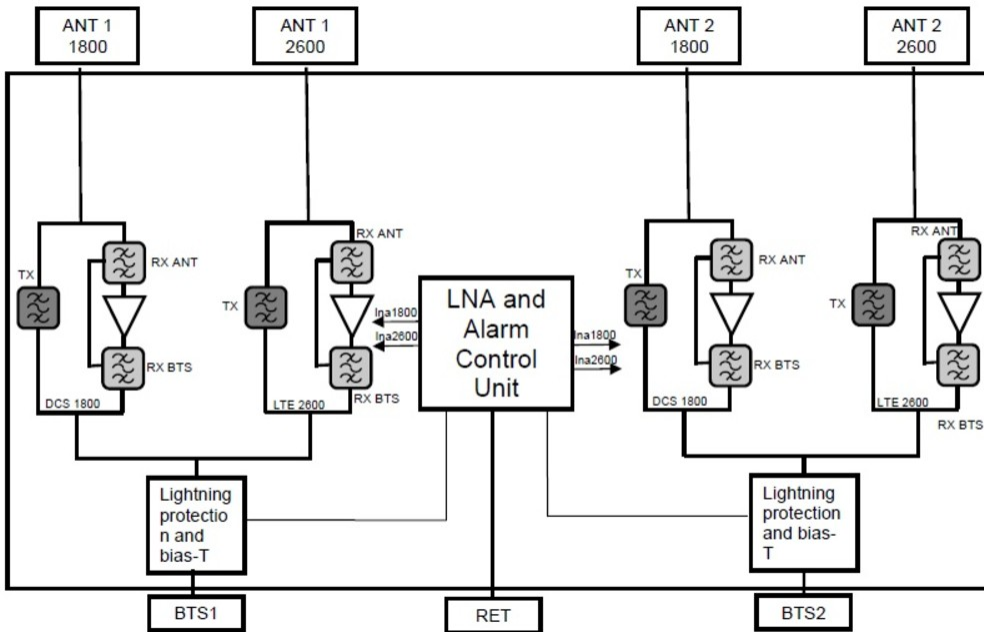 ANT 1
1800
ANT 1
2600
ANT 2
1800
ANT 2
2600
RX ANT
TX
RX BTS
DCS 1800
RX ANT
TX
RX BTS
LTE 2600
lna1800
lna2600
LNA and
Alarm
Control
Unit
lna1800
lna2600
RX ANT
TX
RX BTS
DCS 1800
RX ANT
TX
LTE 2600
RX BTS
Lightning
protectio
n and
bias-T
Lightning
protection
and bias-
T
BTS1
RET
BTS2